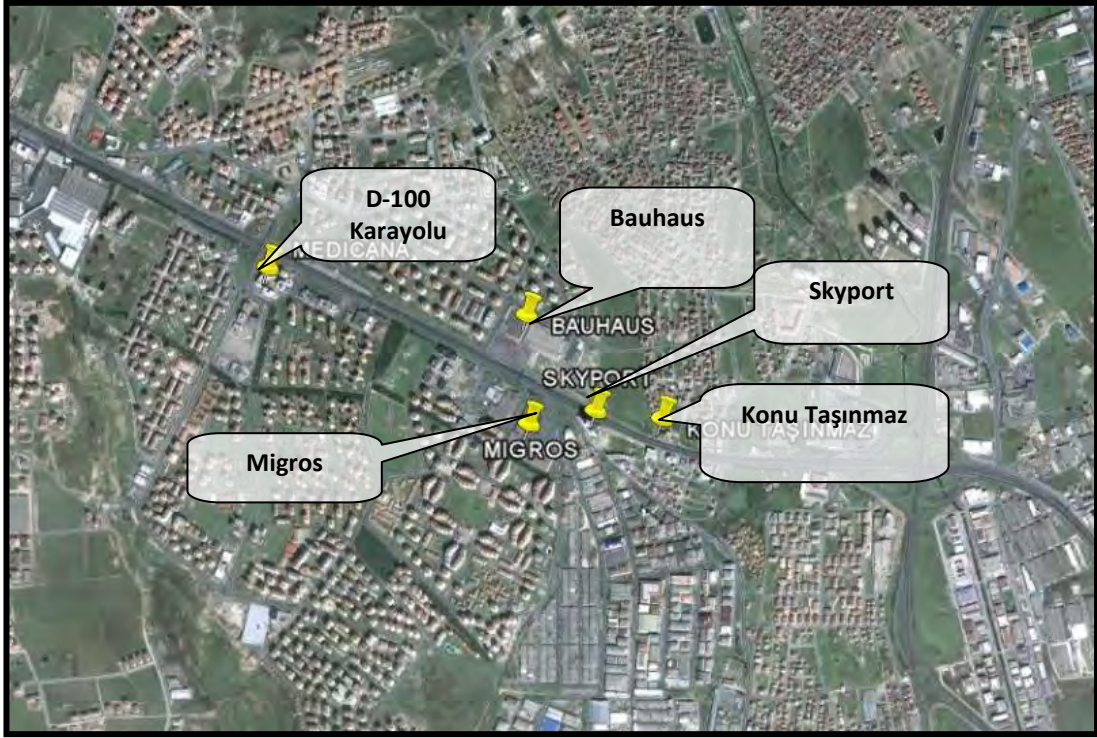 D-100
Karayolu
MEDICANA
Bauhaus
BAUHAUS
Skyport
SKYPORT
Konu Taşınmaz
KONU TAŞINMAZ
Migros
MIGROS